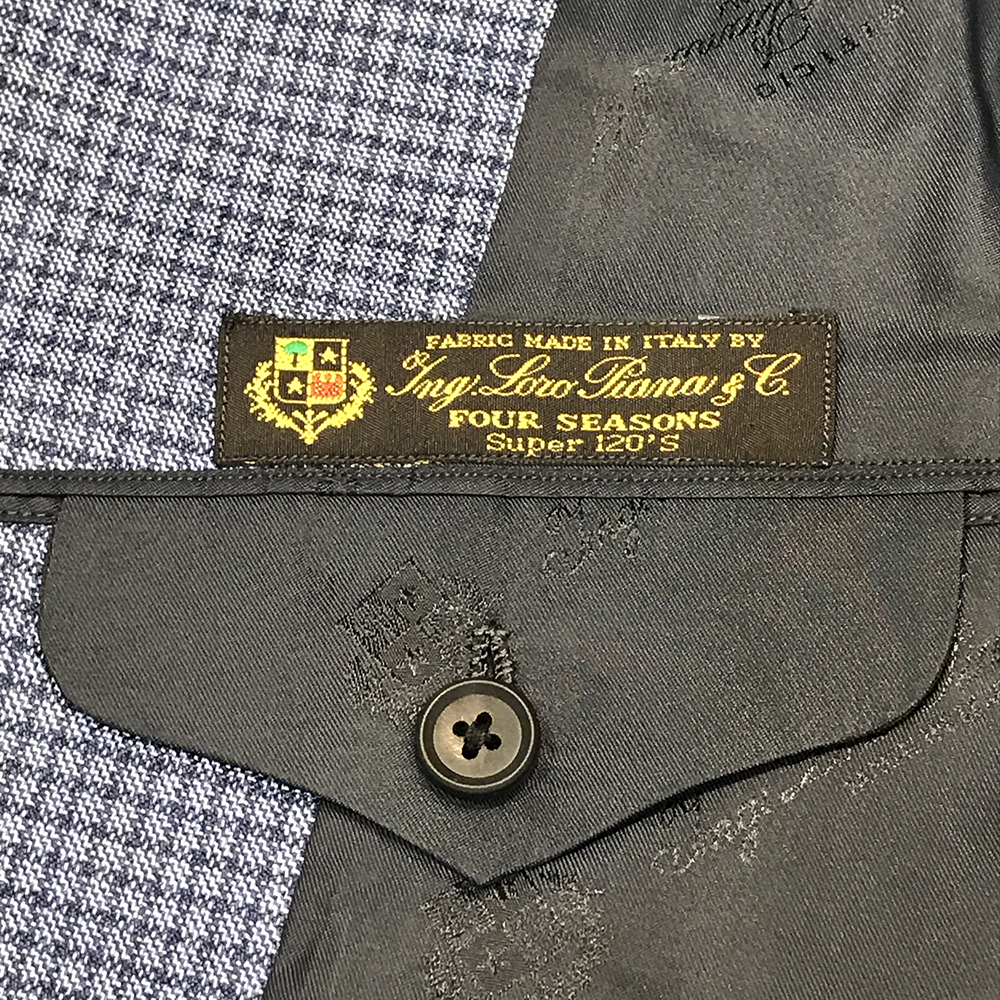 FABRIC MADE IN ITALY BY
Ing. Loro Piana & C.
FOUR SEASONS
Super 120'S